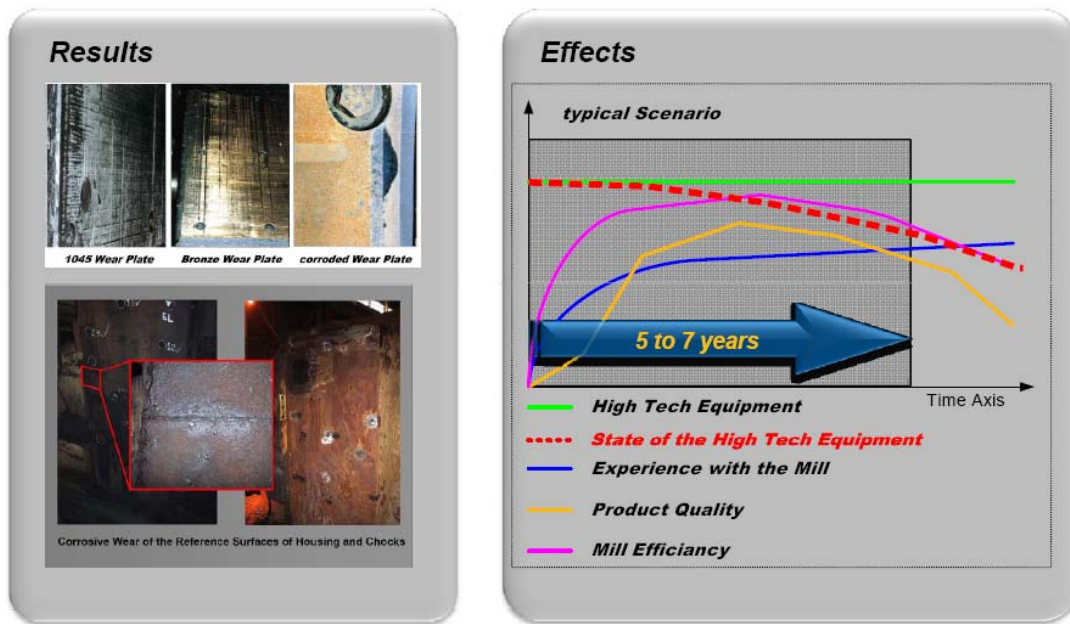 Results
1045 Wear Plate
Bronze Wear Plate
corroded Wear Plate
EL
Corrosive Wear of the Reference Surfaces of Housing and Chocks
Effects
typical Scenario
5 to 7 years
Time Axis
High Tech Equipment
State of the High Tech Equipment
Experience with the Mill
Product Quality
Mill Efficiancy